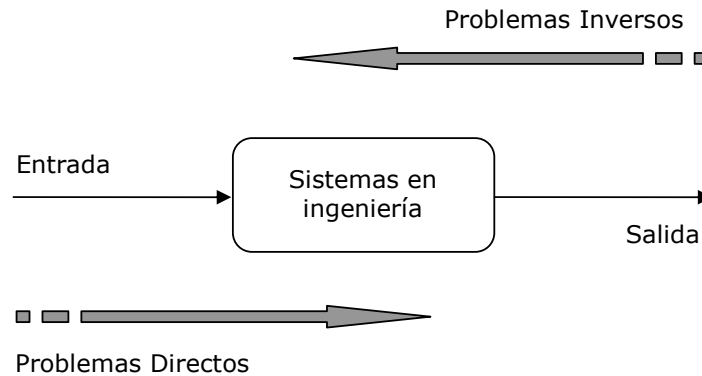 Problemas Inversos
Entrada
Sistemas en
ingeniería
Salida
Problemas Directos